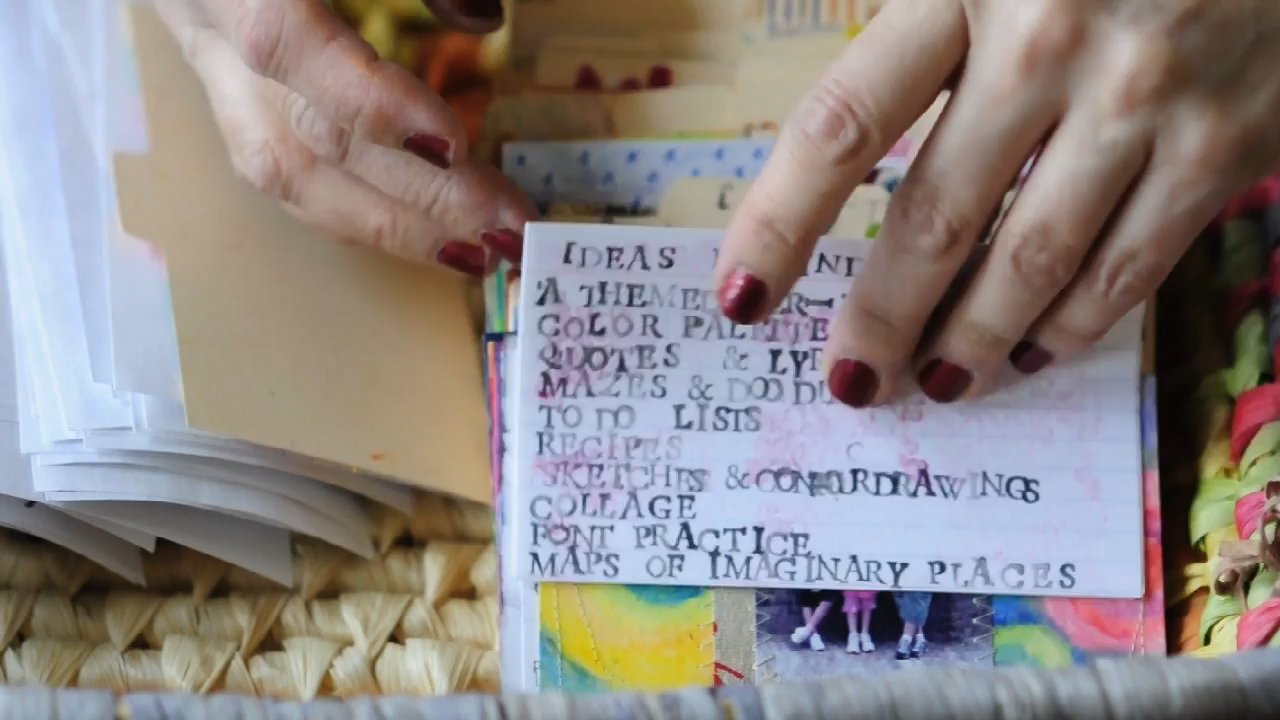 IDEAS
A THEMED
COLOR PALETTE
QUOTES &
MAZES &
TO DO LISTS
RECIPES
SKETCHES & CONTOUR DRAWINGS
COLLAGE
FONT PRACTICE
MAPS OF IMAGINARY PLACES